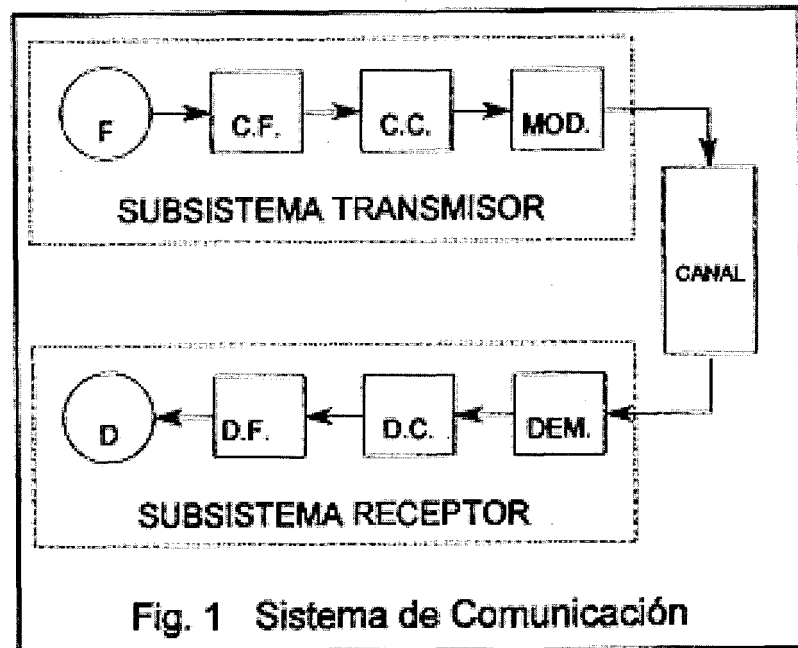 F C.F. C.C. MOD.
SUBSISTEMA TRANSMISOR
CANAL
D D.F. D.C. DEM.
SUBSISTEMA RECEPTOR
Fig. 1 Sistema de Comunicación